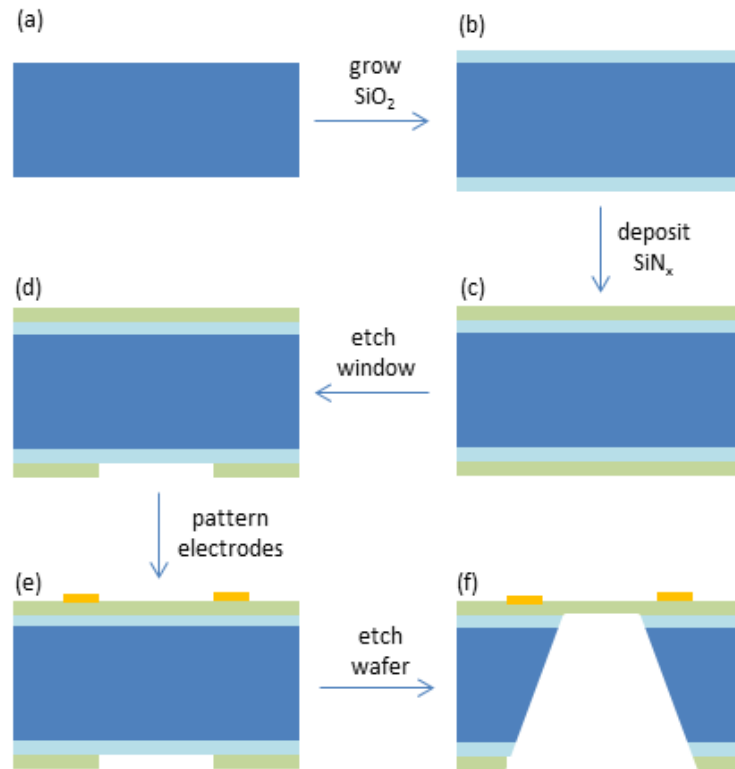 (a)
grow
SiO₂
(b)
deposit
SiNₓ
(d)
etch
window
(c)
pattern
electrodes
(e)
etch
wafer
(f)